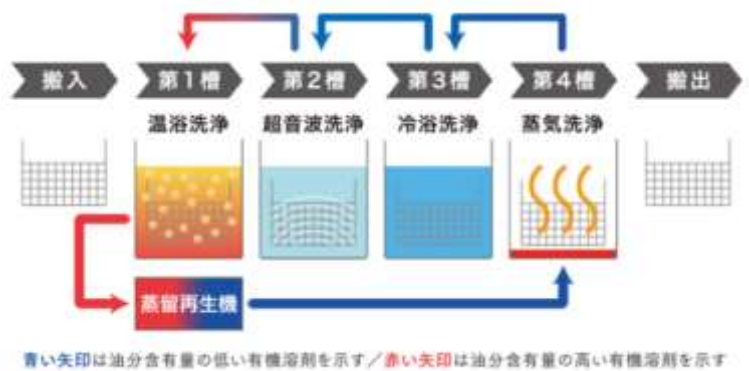 搬入 第1槽 第2槽 第3槽 第4槽 搬出
温浴洗浄 超音波洗浄 冷浴洗浄 蒸気洗浄
蒸留再生機
青い矢印は油分含有量の低い有機溶剤を示す/赤い矢印は油分含有量の高い有機溶剤を示す